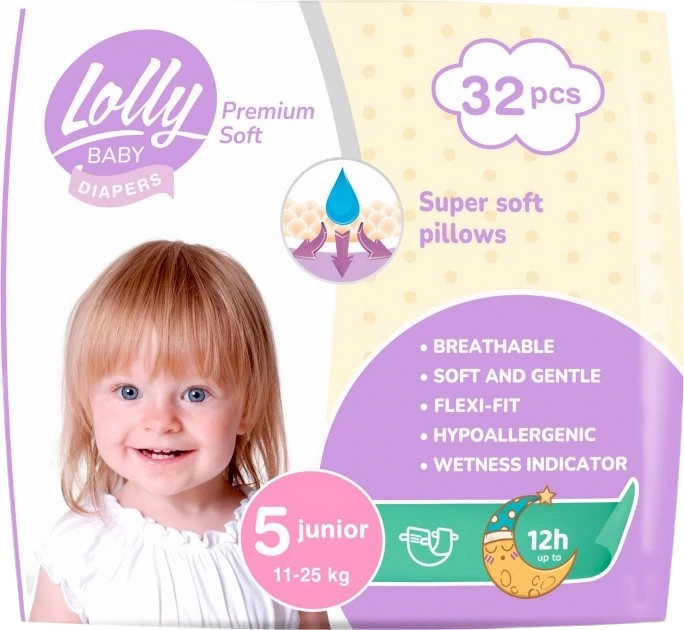 Lolly
BABY
DIAPERS
Premium
Soft
32 pcs
Super soft
pillows
• BREATHABLE
• SOFT AND GENTLE
• FLEXI-FIT
• HYPOALLERGENIC
• WETNESS INDICATOR
5 junior
11-25 kg
12h
up to